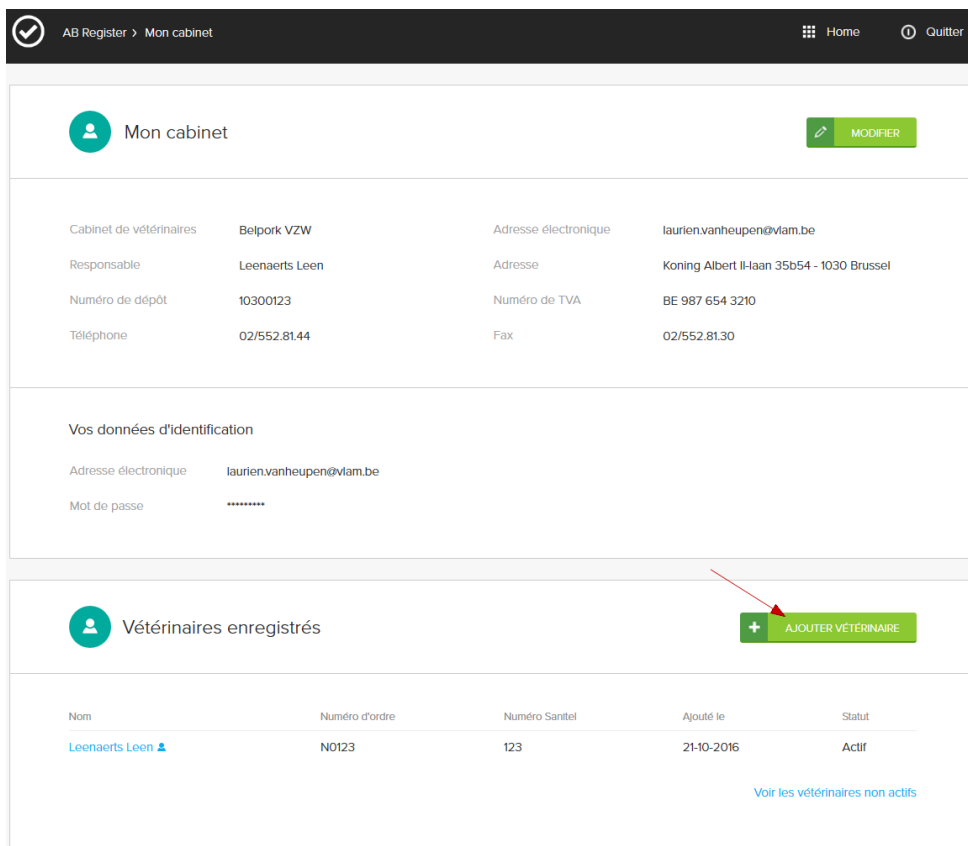 AB Register > Mon cabinet Home Quitter
Mon cabinet MODIFIER
Cabinet de vétérinaires Belpork VZW Adresse électronique laurien.vanheupen@vlam.be
Responsable Leenaerts Leen Adresse Koning Albert II-laan 35b54 - 1030 Brussel
Numéro de dépôt 10300123 Numéro de TVA BE 987 654 3210
Téléphone 02/552.81.44 Fax 02/552.81.30
Vos données d'identification
Adresse électronique laurien.vanheupen@vlam.be
Mot de passe *********
Vétérinaires enregistrés + AJOUTER VÉTÉRINAIRE
Nom Numéro d'ordre Numéro Sanitel Ajouté le Statut
Leenaerts Leen N0123 123 21-10-2016 Actif
Voir les vétérinaires non actifs